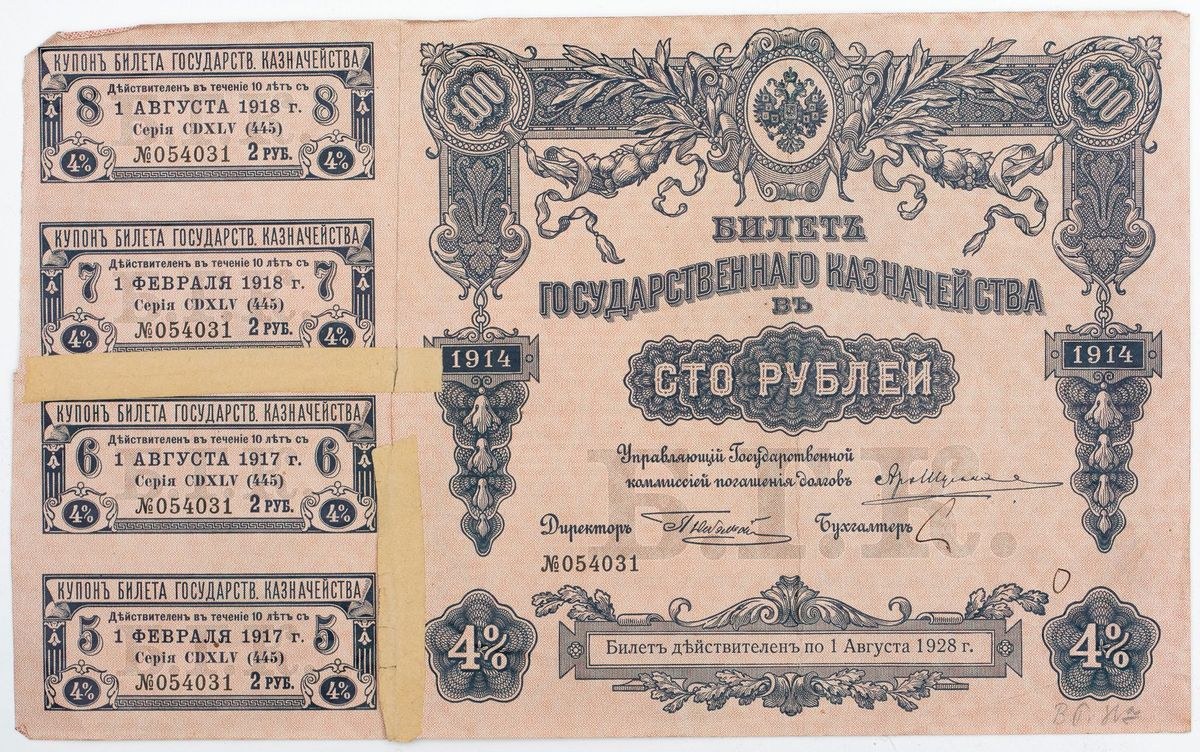 КУПОНЪ БИЛЕТА ГОСУДАРСТВ. КАЗНАЧЕЙСТВА
Дѣйствителенъ въ теченіе 10 лѣтъ съ
8 1 АВГУСТА 1918 г. 8
Серія CDXLV (445)
4% №054031 2 РУБ. 4%
КУПОНЪ БИЛЕТА ГОСУДАРСТВ. КАЗНАЧЕЙСТВА
Дѣйствителенъ въ теченіе 10 лѣтъ съ
7 1 ФЕВРАЛЯ 1918 г. 7
Серія CDXLV (445)
4% №054031 2 РУБ. 4%
КУПОНЪ БИЛЕТА ГОСУДАРСТВ. КАЗНАЧЕЙСТВА
Дѣйствителенъ въ теченіе 10 лѣтъ съ
6 1 АВГУСТА 1917 г. 6
Серія CDXLV (445)
4% №054031 2 РУБ. 4%
КУПОНЪ БИЛЕТА ГОСУДАРСТВ. КАЗНАЧЕЙСТВА
Дѣйствителенъ въ теченіе 10 лѣтъ съ
5 1 ФЕВРАЛЯ 1917 г. 5
Серія CDXLV (445)
4% №054031 2 РУБ. 4%
100 100
БИЛЕТЪ
ГОСУДАРСТВЕННАГО КАЗНАЧЕЙСТВА
ВЪ
1914 1914
СТО РУБЛЕЙ
Управляющій Государственной
коммиссіей погашенія долговъ
Директоръ Бухгалтеръ
№054031
4% 4%
Билетъ дѣйствителенъ по 1 Августа 1928 г.